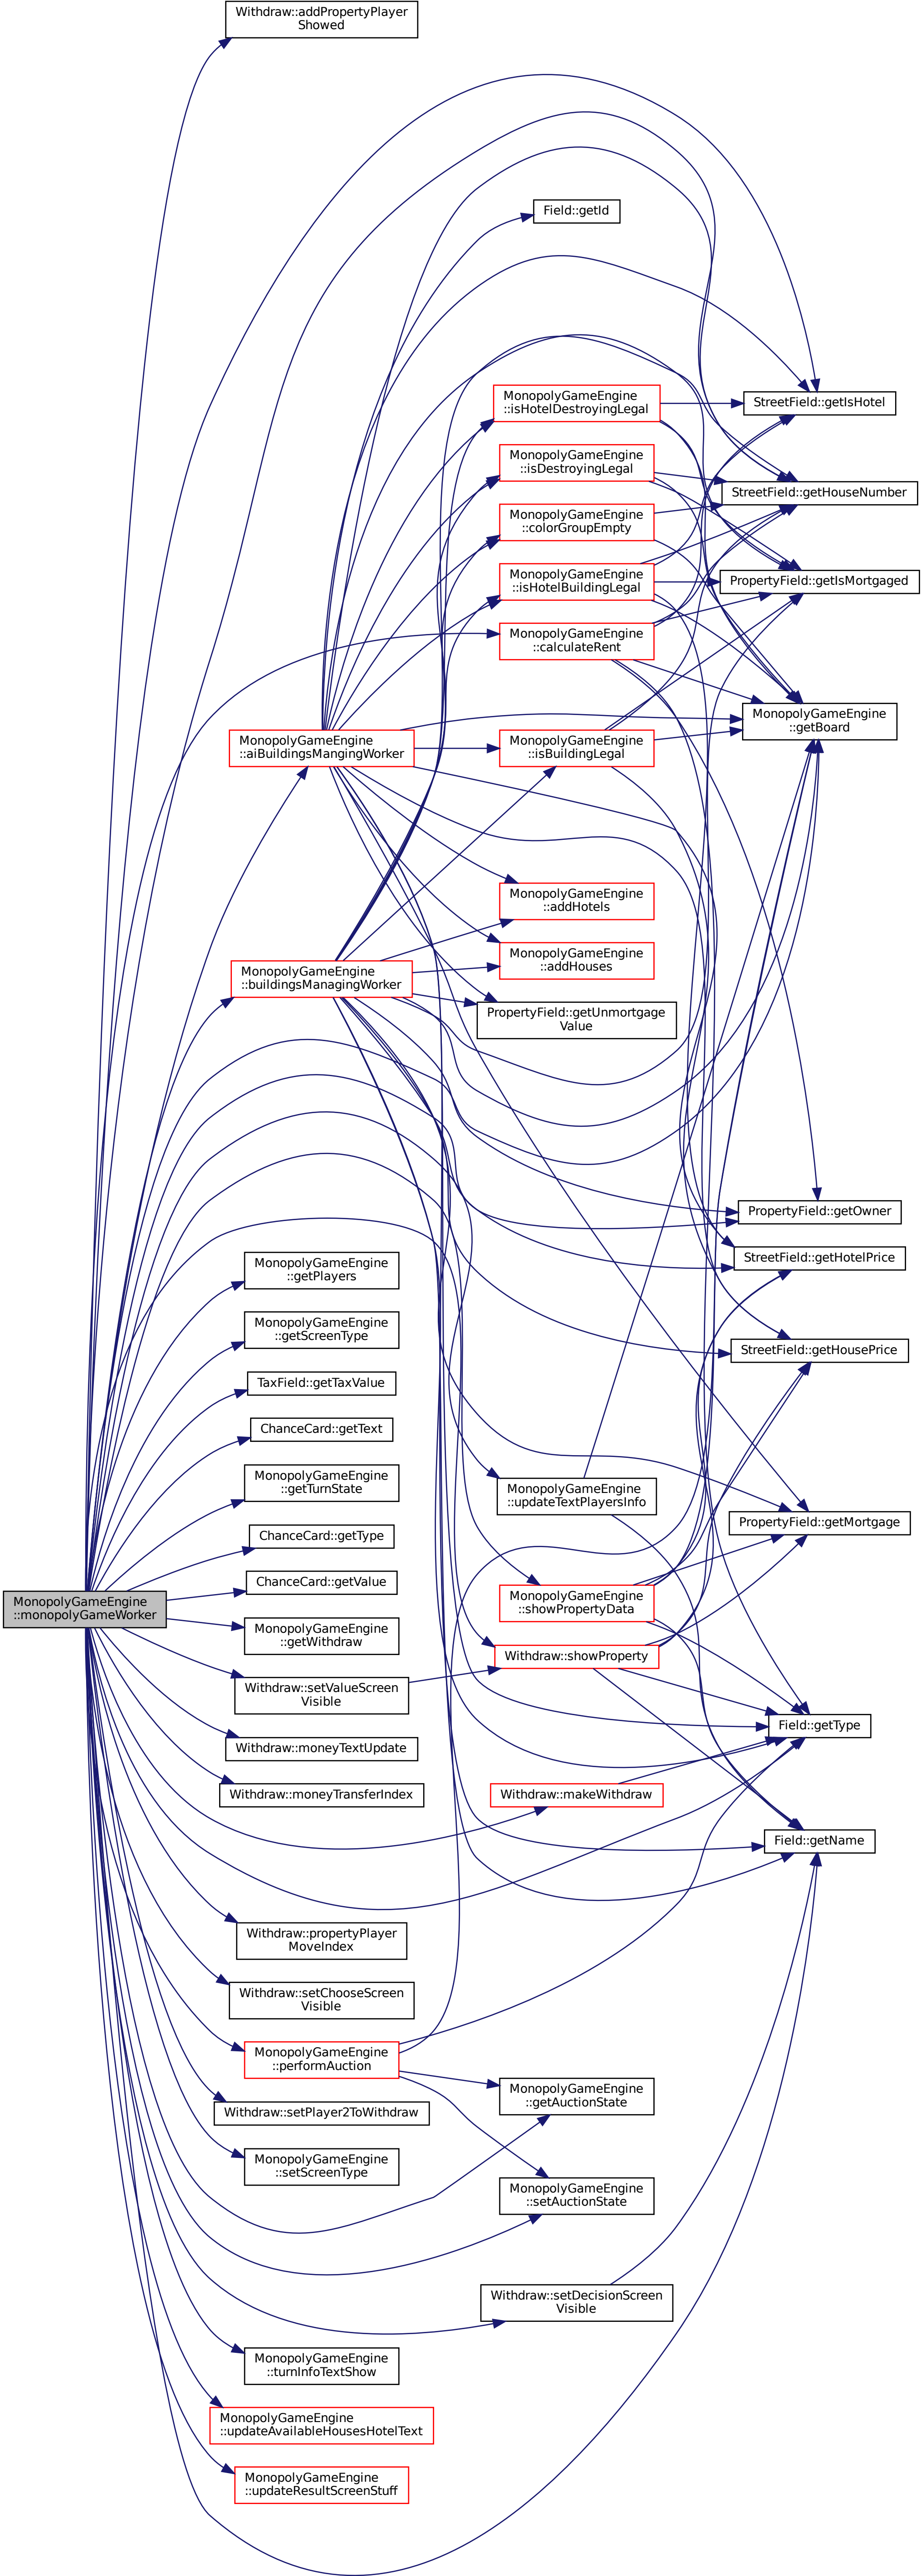 Withdraw::addPropertyPlayer
Showed
Field::getId
MonopolyGameEngine
::isHotelDestroyingLegal
StreetField::getIsHotel
MonopolyGameEngine
::isDestroyingLegal
StreetField::getHouseNumber
MonopolyGameEngine
::colorGroupEmpty
MonopolyGameEngine
::isHotelBuildingLegal
PropertyField::getIsMortgaged
MonopolyGameEngine
::calculateRent
MonopolyGameEngine
::getBoard
MonopolyGameEngine
::aiBuildingsMangingWorker
MonopolyGameEngine
::isBuildingLegal
MonopolyGameEngine
::addHotels
MonopolyGameEngine
::addHouses
MonopolyGameEngine
::buildingsManagingWorker
PropertyField::getUnmortgage
Value
PropertyField::getOwner
StreetField::getHotelPrice
MonopolyGameEngine
::getPlayers
MonopolyGameEngine
::getScreenType
StreetField::getHousePrice
TaxField::getTaxValue
ChanceCard::getText
MonopolyGameEngine
::getTurnState
MonopolyGameEngine
::updateTextPlayersInfo
PropertyField::getMortgage
ChanceCard::getType
ChanceCard::getValue
MonopolyGameEngine
::monopolyGameWorker
MonopolyGameEngine
::showPropertyData
MonopolyGameEngine
::getWithdraw
Withdraw::showProperty
Withdraw::setValueScreen
Visible
Field::getType
Withdraw::moneyTextUpdate
Withdraw::moneyTransferIndex
Withdraw::makeWithdraw
Field::getName
Withdraw::propertyPlayer
MoveIndex
Withdraw::setChooseScreen
Visible
MonopolyGameEngine
::performAuction
MonopolyGameEngine
::getAuctionState
Withdraw::setPlayer2ToWithdraw
MonopolyGameEngine
::setScreenType
MonopolyGameEngine
::setAuctionState
Withdraw::setDecisionScreen
Visible
MonopolyGameEngine
::turnInfoTextShow
MonopolyGameEngine
::updateAvailableHousesHotelText
MonopolyGameEngine
::updateResultScreenStuff